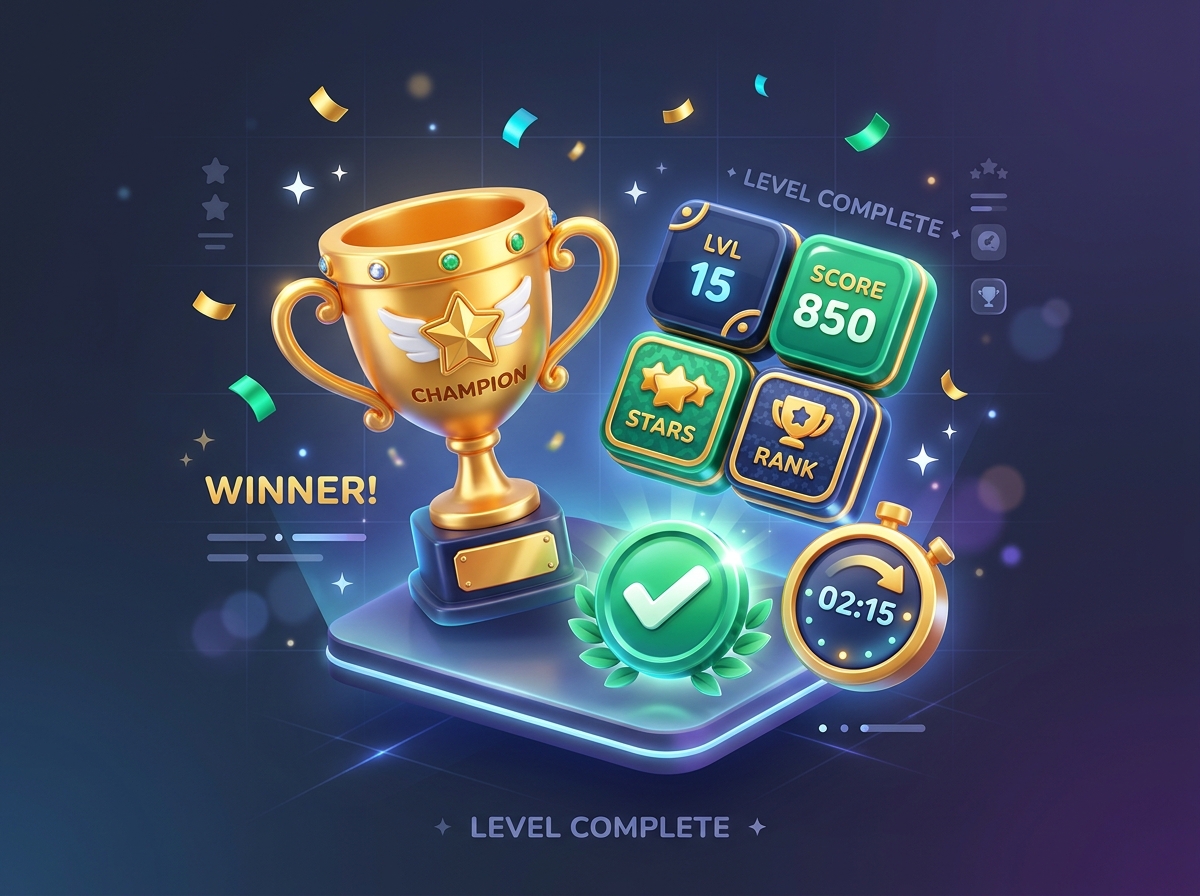 LEVEL COMPLETE
LVL
15
SCORE
850
CHAMPION
STARS
RANK
WINNER!
02:15
LEVEL COMPLETE